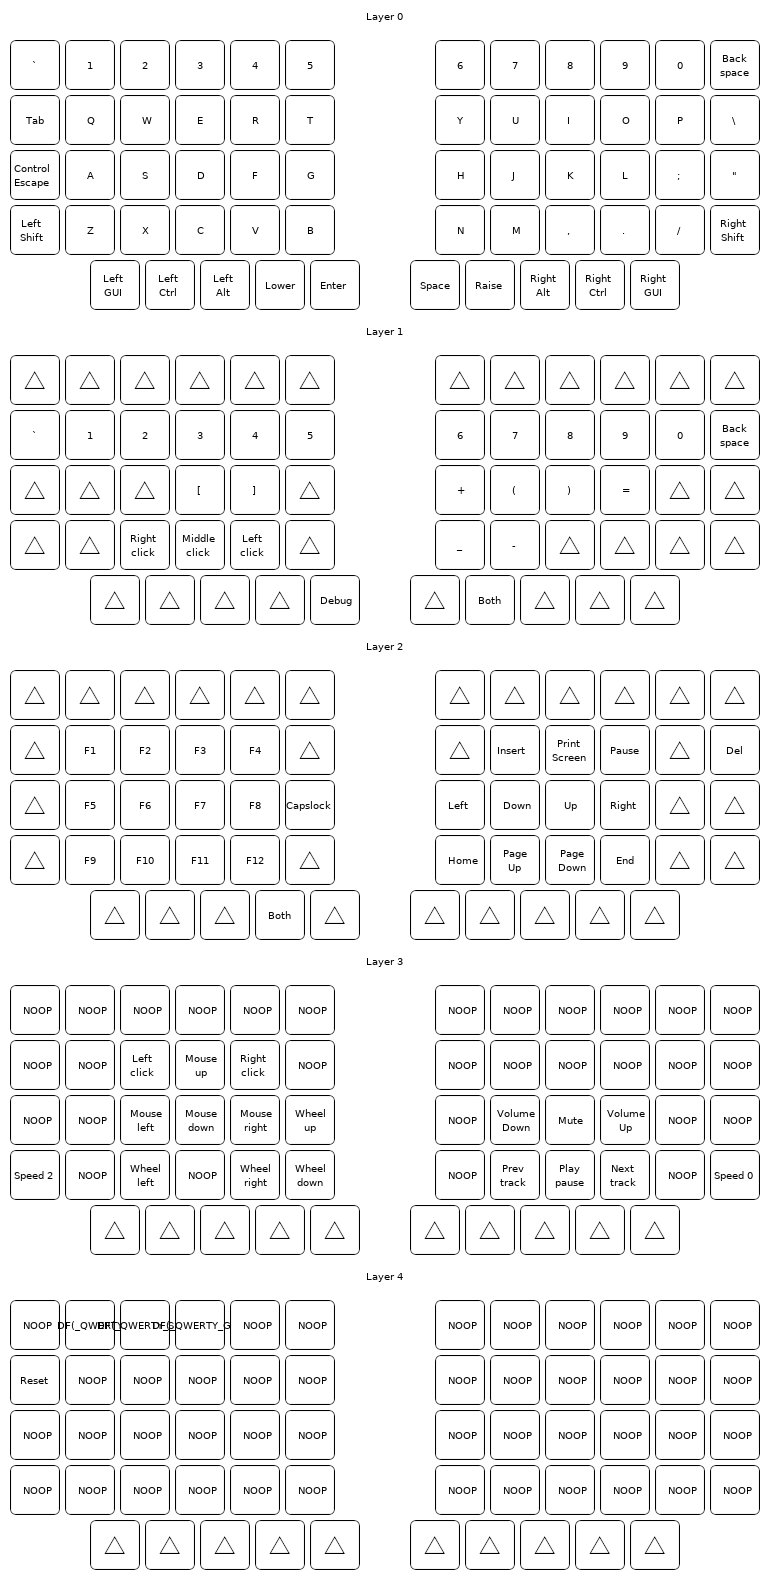 Layer 0
` 1 2 3 4 5 6 7 8 9 0 Back
space
Tab Q W E R T Y U I O P \
Control
Escape A S D F G H J K L ; "
Left
Shift Z X C V B N M , . / Right
Shift
Left
GUI Left
Ctrl Left
Alt Lower Enter Space Raise Right
Alt Right
Ctrl Right
GUI
Layer 1
` 1 2 3 4 5 6 7 8 9 0 Back
space
[ ] + ( ) =
Right
click Middle
click Left
click _ -
Debug Both
Layer 2
F1 F2 F3 F4 Insert Print
Screen Pause Del
F5 F6 F7 F8 Capslock Left Down Up Right
F9 F10 F11 F12 Home Page
Up Page
Down End
Both
Layer 3
NOOP NOOP NOOP NOOP NOOP NOOP NOOP NOOP NOOP NOOP NOOP NOOP
NOOP NOOP Left
click Mouse
up Right
click NOOP NOOP NOOP NOOP NOOP NOOP NOOP
NOOP NOOP Mouse
left Mouse
down Mouse
right Wheel
up NOOP Volume
Down Mute Volume
Up NOOP NOOP
Speed 2 NOOP Wheel
left NOOP Wheel
right Wheel
down NOOP Prev
track Play
pause Next
track NOOP Speed 0
Layer 4
NOOP NOOP NOOP NOOP NOOP NOOP NOOP NOOP NOOP
Reset NOOP NOOP NOOP NOOP NOOP NOOP NOOP NOOP NOOP NOOP NOOP
NOOP NOOP NOOP NOOP NOOP NOOP NOOP NOOP NOOP NOOP NOOP NOOP
NOOP NOOP NOOP NOOP NOOP NOOP NOOP NOOP NOOP NOOP NOOP NOOP